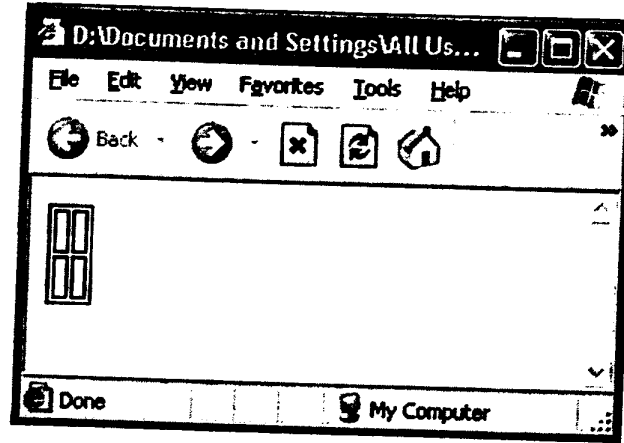 D:\Documents and Settings\All Us...
File Edit View Favorites Tools Help
Back
Done My Computer